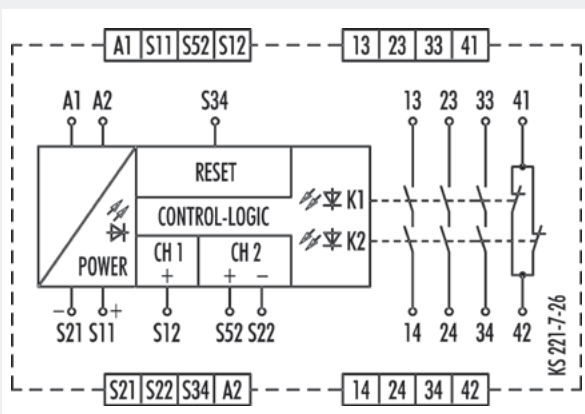 A1 S11 S52 S12 13 23 33 41
A1 A2 S34 13 23 33 41
RESET
CONTROL-LOGIC K1
K2
CH 1 CH 2
POWER + + −
− + 
S21 S11 S12 S52 S22 14 24 34 42
KS 221-7-26
S21 S22 S34 A2 14 24 34 42